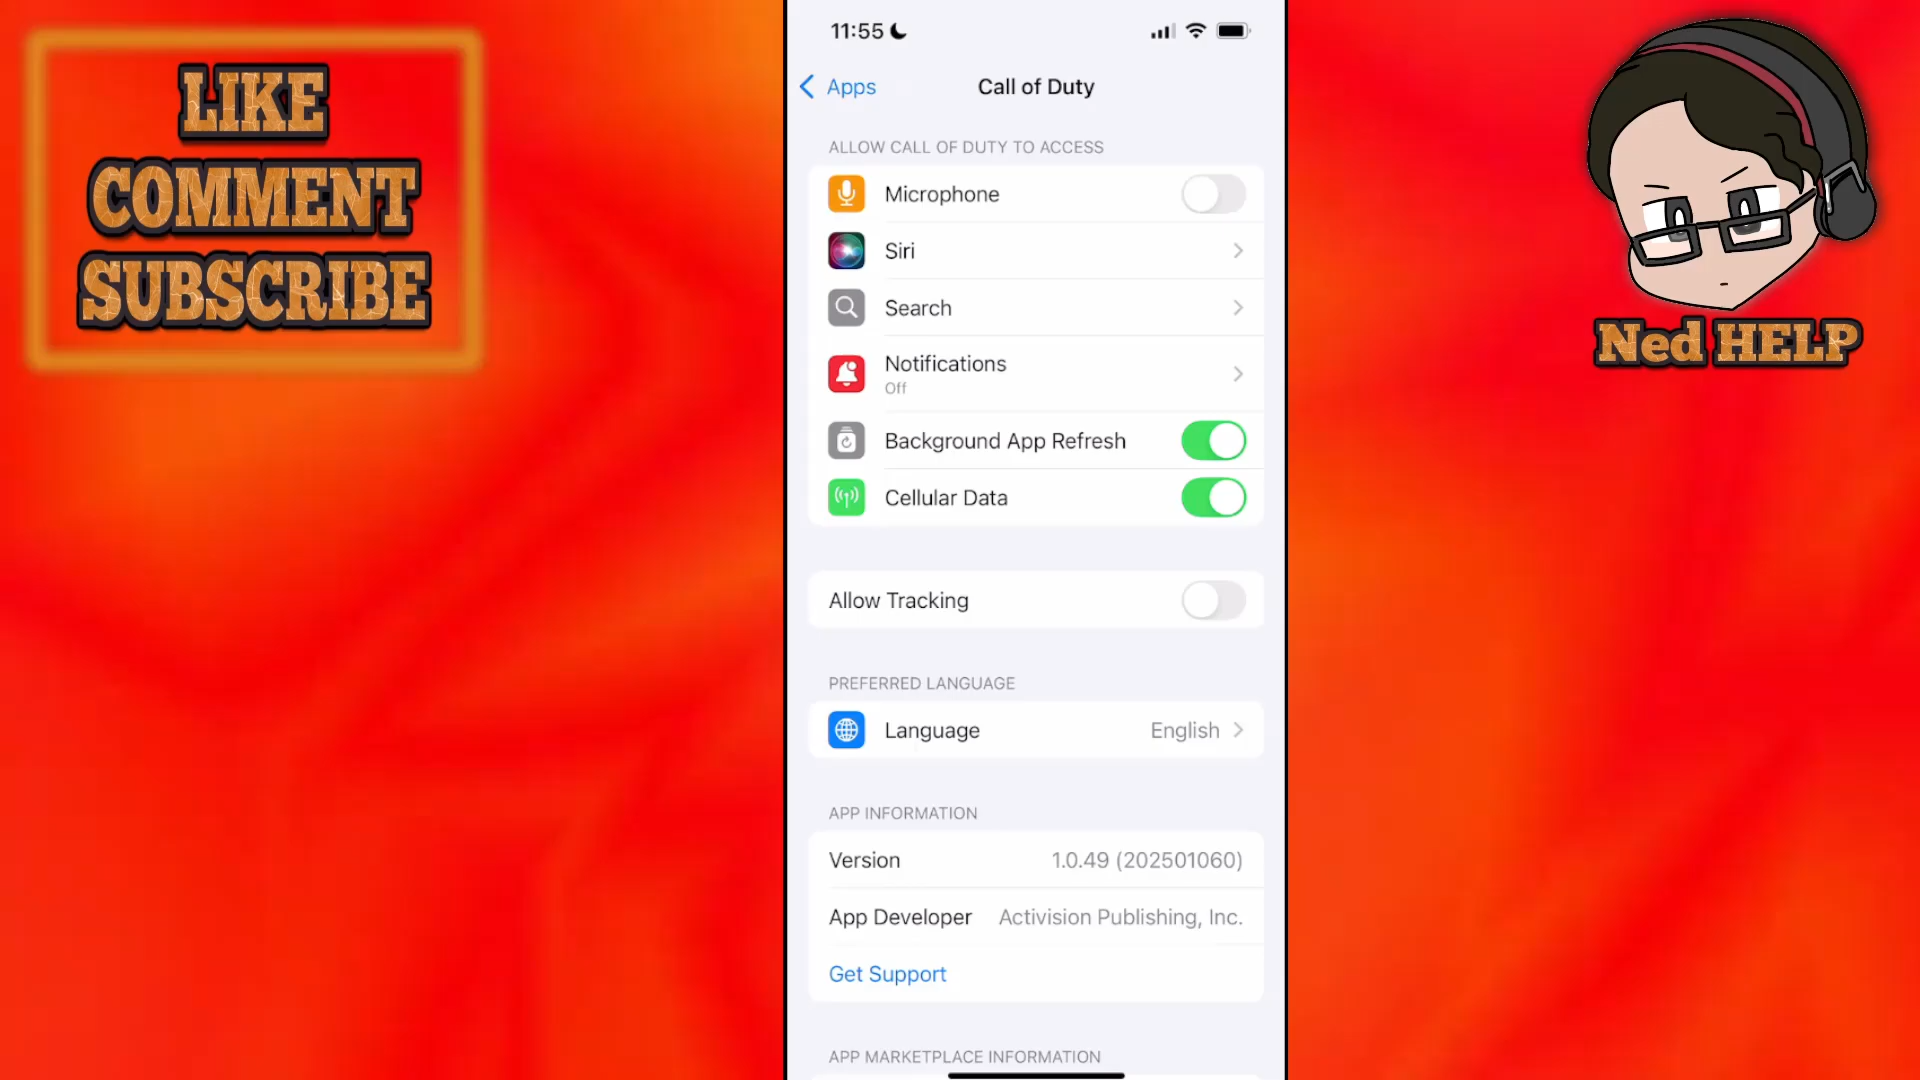 LIKE
COMMENT
SUBSCRIBE
11:55
Apps
Call of Duty
ALLOW CALL OF DUTY TO ACCESS
Microphone
Siri
Search
Notifications
Off
Background App Refresh
Cellular Data
Allow Tracking
PREFERRED LANGUAGE
Language English
APP INFORMATION
Version 1.0.49 (202501060)
App Developer Activision Publishing, Inc.
Get Support
APP MARKETPLACE INFORMATION
Ned HELP